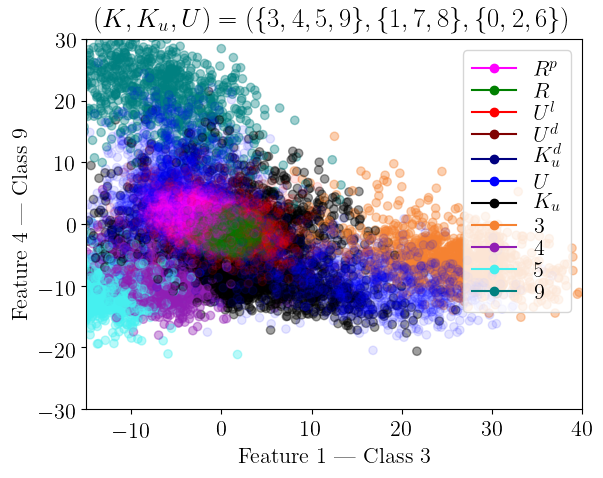 (K, K_u, U) = ({3, 4, 5, 9}, {1, 7, 8}, {0, 2, 6})
30
20
10
0
−10
−20
−30
Feature 4 — Class 9
R^p
R
U^l
U^d
K_u^d
U
K_u
3
4
5
9
−10
0
10
20
30
40
Feature 1 — Class 3